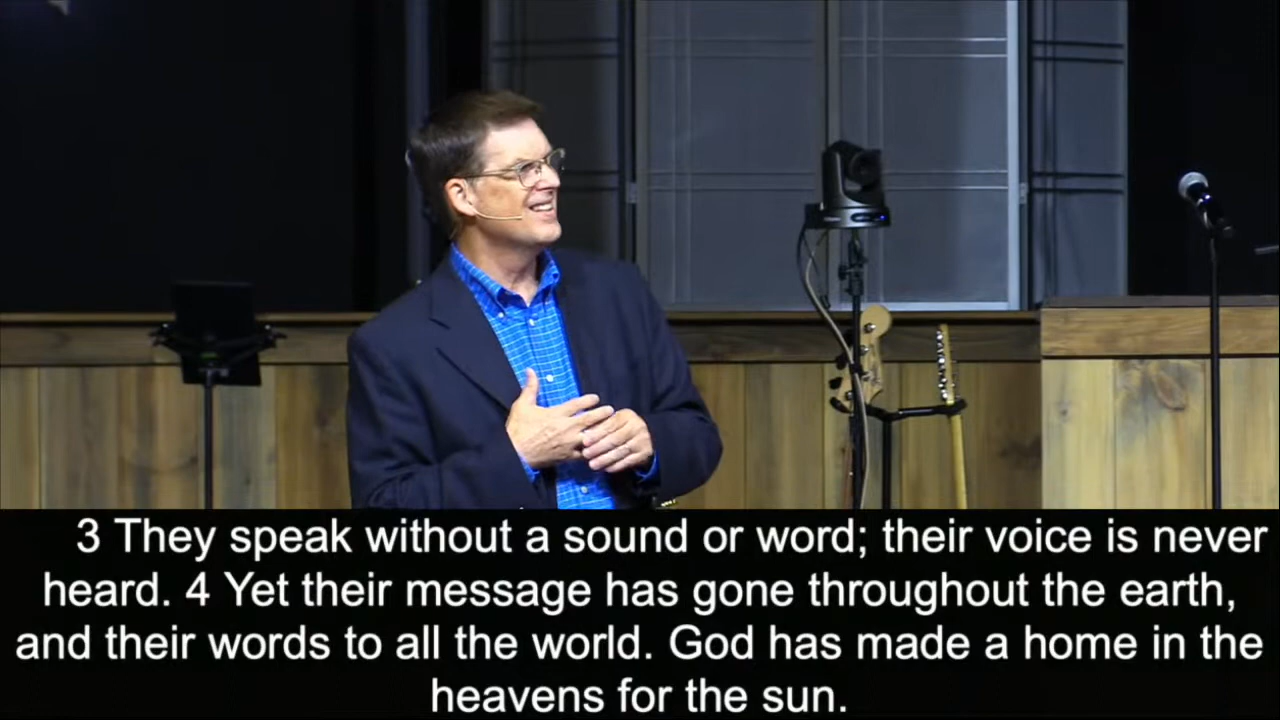 3 They speak without a sound or word; their voice is never
heard. 4 Yet their message has gone throughout the earth,
and their words to all the world. God has made a home in the
heavens for the sun.